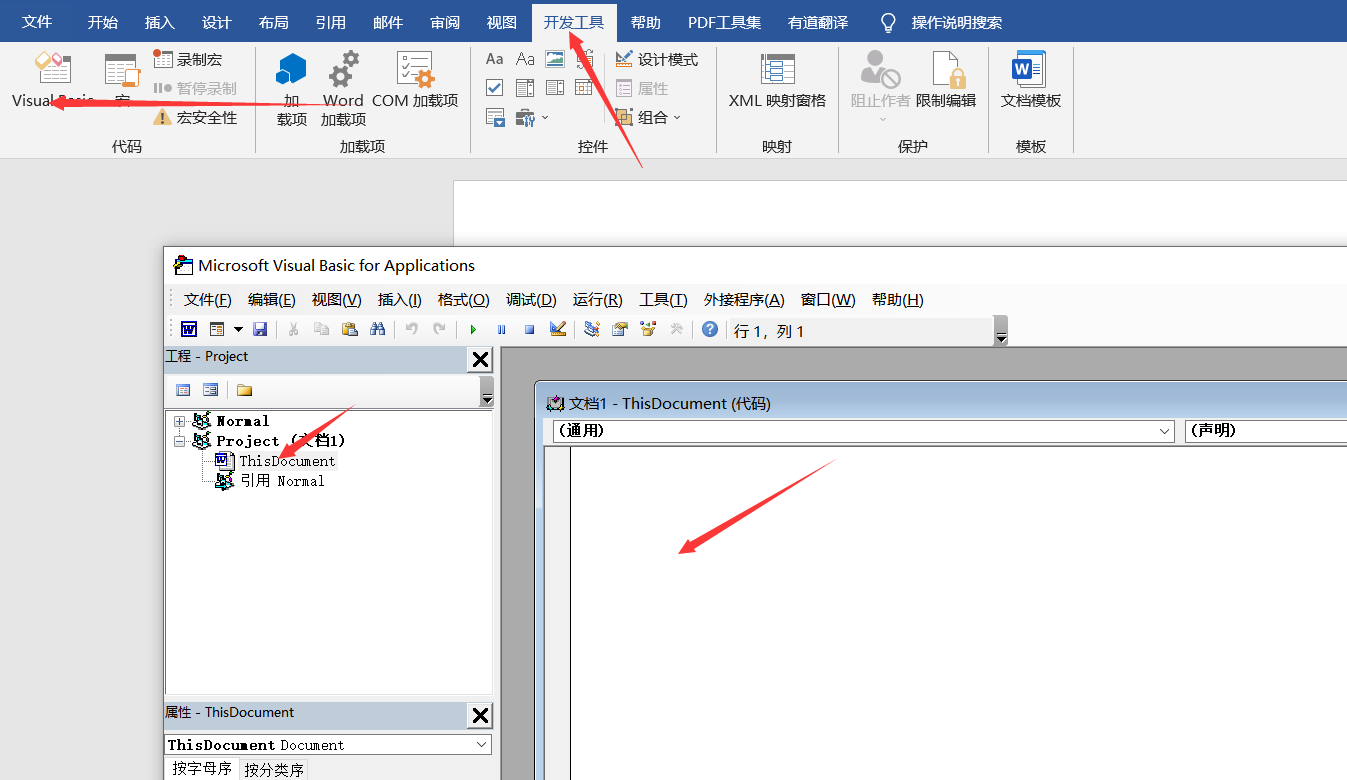 文件 开始 插入 设计 布局 引用 邮件 审阅 视图 开发工具 帮助 PDF工具集 有道翻译 操作说明搜索
Visual Basic 宏 录制宏 暂停录制 宏安全性
代码
加载项 Word 加载项 COM 加载项
加载项
Aa Aa 设计模式 属性 组合
控件
XML 映射窗格
映射
阻止作者 限制编辑
保护
文档模板
模板
Microsoft Visual Basic for Applications
文件(F) 编辑(E) 视图(V) 插入(I) 格式(O) 调试(D) 运行(R) 工具(T) 外接程序(A) 窗口(W) 帮助(H)
行 1，列 1
工程 - Project
Normal
Project (文档1)
ThisDocument
引用 Normal
文档1 - ThisDocument (代码)
(通用) (声明)
属性 - ThisDocument
ThisDocument Document
按字母序 按分类序